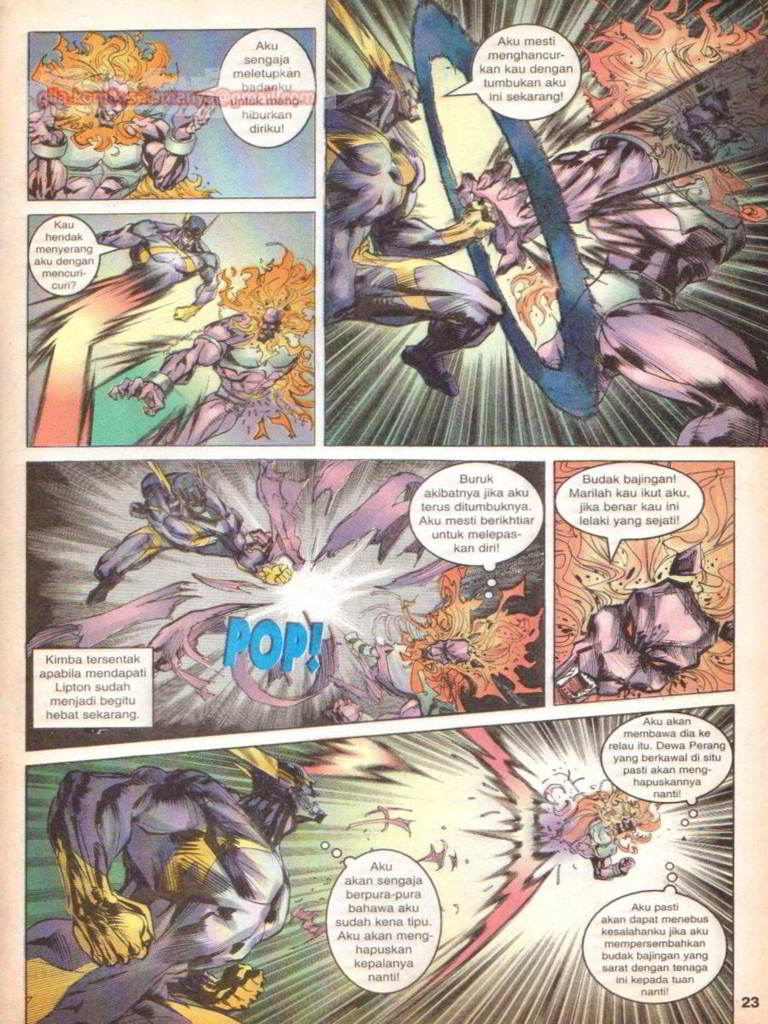 Aku
sengaja
meletupkan
badanku
untuk meng-
hiburkan
diriku!
Aku mesti
menghancur-
kan kau dengan
tumbukan aku
ini sekarang!
Kau
hendak
menyerang
aku dengan
mencuri-
curi?
Buruk
akibatnya jika aku
terus ditumbuknya.
Aku mesti berikhtiar
untuk melepas-
kan diri!
POP!
Kimba tersentak
apabila mendapati
Lipton sudah
menjadi begitu
hebat sekarang.
Budak bajingan!
Marilah kau ikut aku,
jika benar kau ini
lelaki yang sejati!
Aku akan
membawa dia ke
relau itu. Dewa Perang
yang berkawal di situ
pasti akan meng-
hapuskannya
nanti!
Aku
akan sengaja
berpura-pura
bahawa aku
sudah kena tipu.
Aku akan meng-
hapuskan
kepalanya
nanti!
Aku pasti
akan dapat menebus
kesalahanku jika aku
mempersembahkan
budak bajingan yang
sarat dengan tenaga
ini kepada tuan
nanti!
23